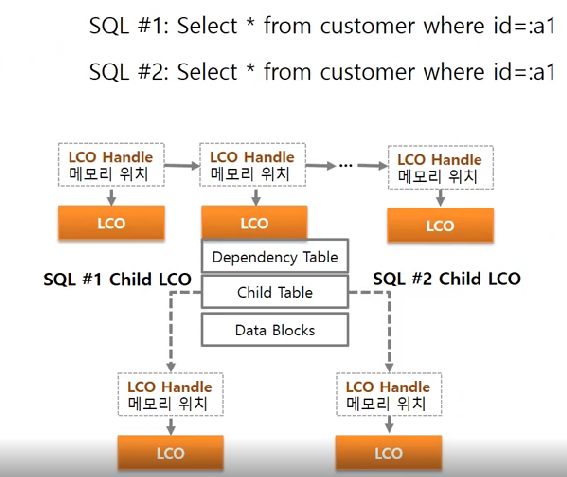 SQL #1: Select * from customer where id=:a1
SQL #2: Select * from customer where id=:a1
LCO Handle
메모리 위치
LCO Handle
메모리 위치
...
LCO Handle
메모리 위치
LCO
LCO
LCO
Dependency Table
SQL #1 Child LCO
Child Table
SQL #2 Child LCO
Data Blocks
LCO Handle
메모리 위치
LCO Handle
메모리 위치
LCO
LCO